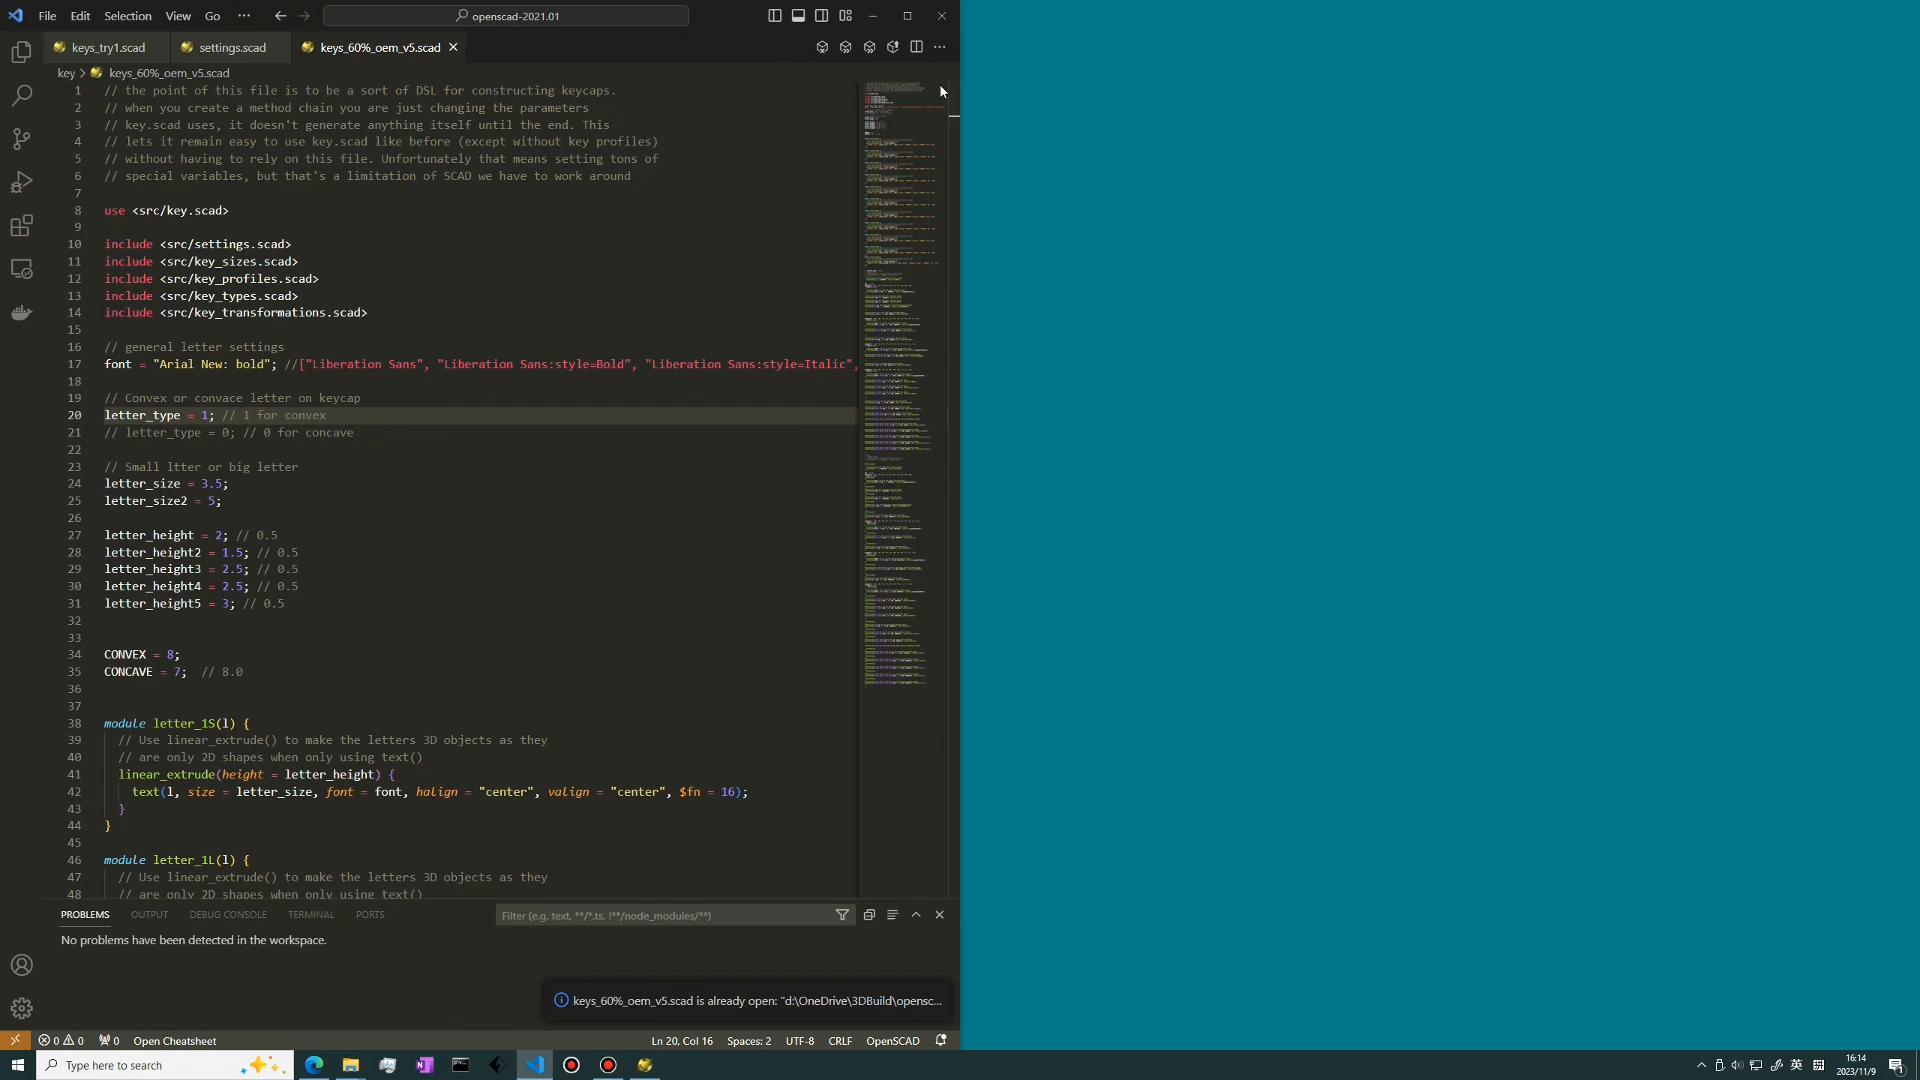 File Edit Selection View Go ··· openscad-2021.01
keys_try1.scad settings.scad keys_60%_oem_v5.scad
key > keys_60%_oem_v5.scad
1 // the point of this file is to be a sort of DSL for constructing keycaps.
2 // when you create a method chain you are just changing the parameters
3 // key.scad uses, it doesn't generate anything itself until the end. This
4 // lets it remain easy to use key.scad like before (except without key profiles)
5 // without having to rely on this file. Unfortunately that means setting tons of
6 // special variables, but that's a limitation of SCAD we have to work around
7
8 use <src/key.scad>
9
10 include <src/settings.scad>
11 include <src/key_sizes.scad>
12 include <src/key_profiles.scad>
13 include <src/key_types.scad>
14 include <src/key_transformations.scad>
15
16 // general letter settings
17 font = "Arial New: bold"; //["Liberation Sans", "Liberation Sans:style=Bold", "Liberation Sans:style=Italic",
18
19 // Convex or convace letter on keycap
20 letter_type = 1; // 1 for convex
21 // letter_type = 0; // 0 for concave
22
23 // Small ltter or big letter
24 letter_size = 3.5;
25 letter_size2 = 5;
26
27 letter_height = 2; // 0.5
28 letter_height2 = 1.5; // 0.5
29 letter_height3 = 2.5; // 0.5
30 letter_height4 = 2.5; // 0.5
31 letter_height5 = 3; // 0.5
32
33
34 CONVEX = 8;
35 CONCAVE = 7; // 8.0
36
37
38 module letter_1S(l) {
39 // Use linear_extrude() to make the letters 3D objects as they
40 // are only 2D shapes when only using text()
41 linear_extrude(height = letter_height) {
42 text(l, size = letter_size, font = font, halign = "center", valign = "center", $fn = 16);
43 }
44 }
45
46 module letter_1L(l) {
47 // Use linear_extrude() to make the letters 3D objects as they
48 // are only 2D shapes when only using text()
PROBLEMS OUTPUT DEBUG CONSOLE TERMINAL PORTS Filter (e.g. text, **/*.ts, !**/node_modules/**)
No problems have been detected in the workspace.
keys_60%_oem_v5.scad is already open: "d:\OneDrive\3DBuild\opensc...
0 0 0 Open Cheatsheet Ln 20, Col 16 Spaces: 2 UTF-8 CRLF OpenSCAD
Type here to search 英 16:14
2023/11/9